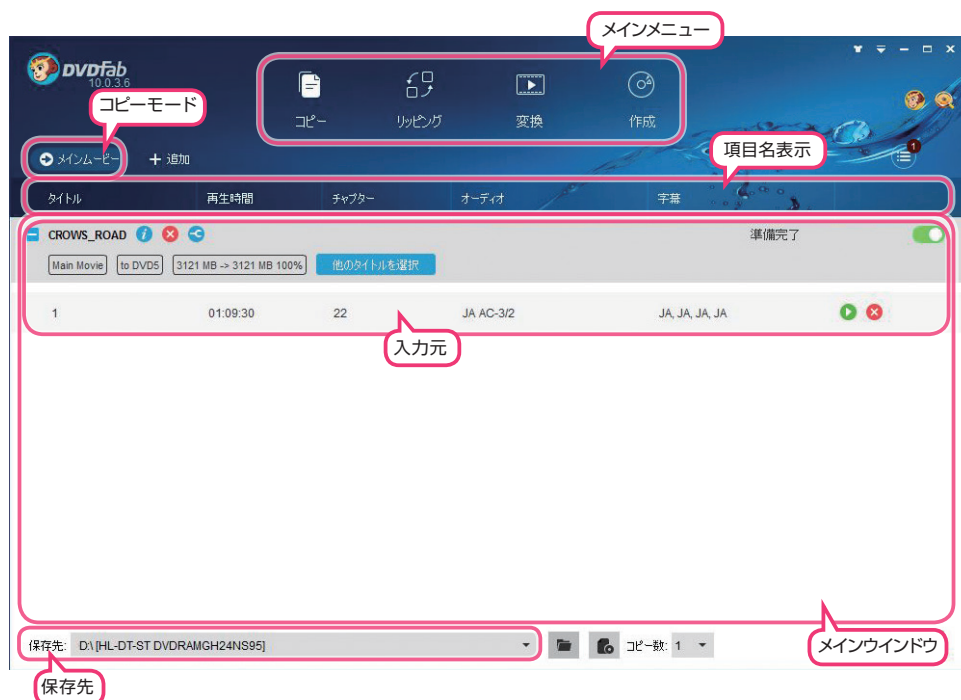 メインメニュー
DVDFab
10.0.3.6
コピーモード
コピー リッピング 変換 作成
メインムービー + 追加
項目名表示
1
タイトル 再生時間 チャプター オーディオ 字幕
CROWS_ROAD 準備完了
Main Movie to DVD5 3121 MB -> 3121 MB 100% 他のタイトルを選択
1 01:09:30 22 JA AC-3/2 JA, JA, JA, JA
入力元
メインウインドウ
保存先: D:\ [HL-DT-ST DVDRAMGH24NS95] コピー数: 1
保存先